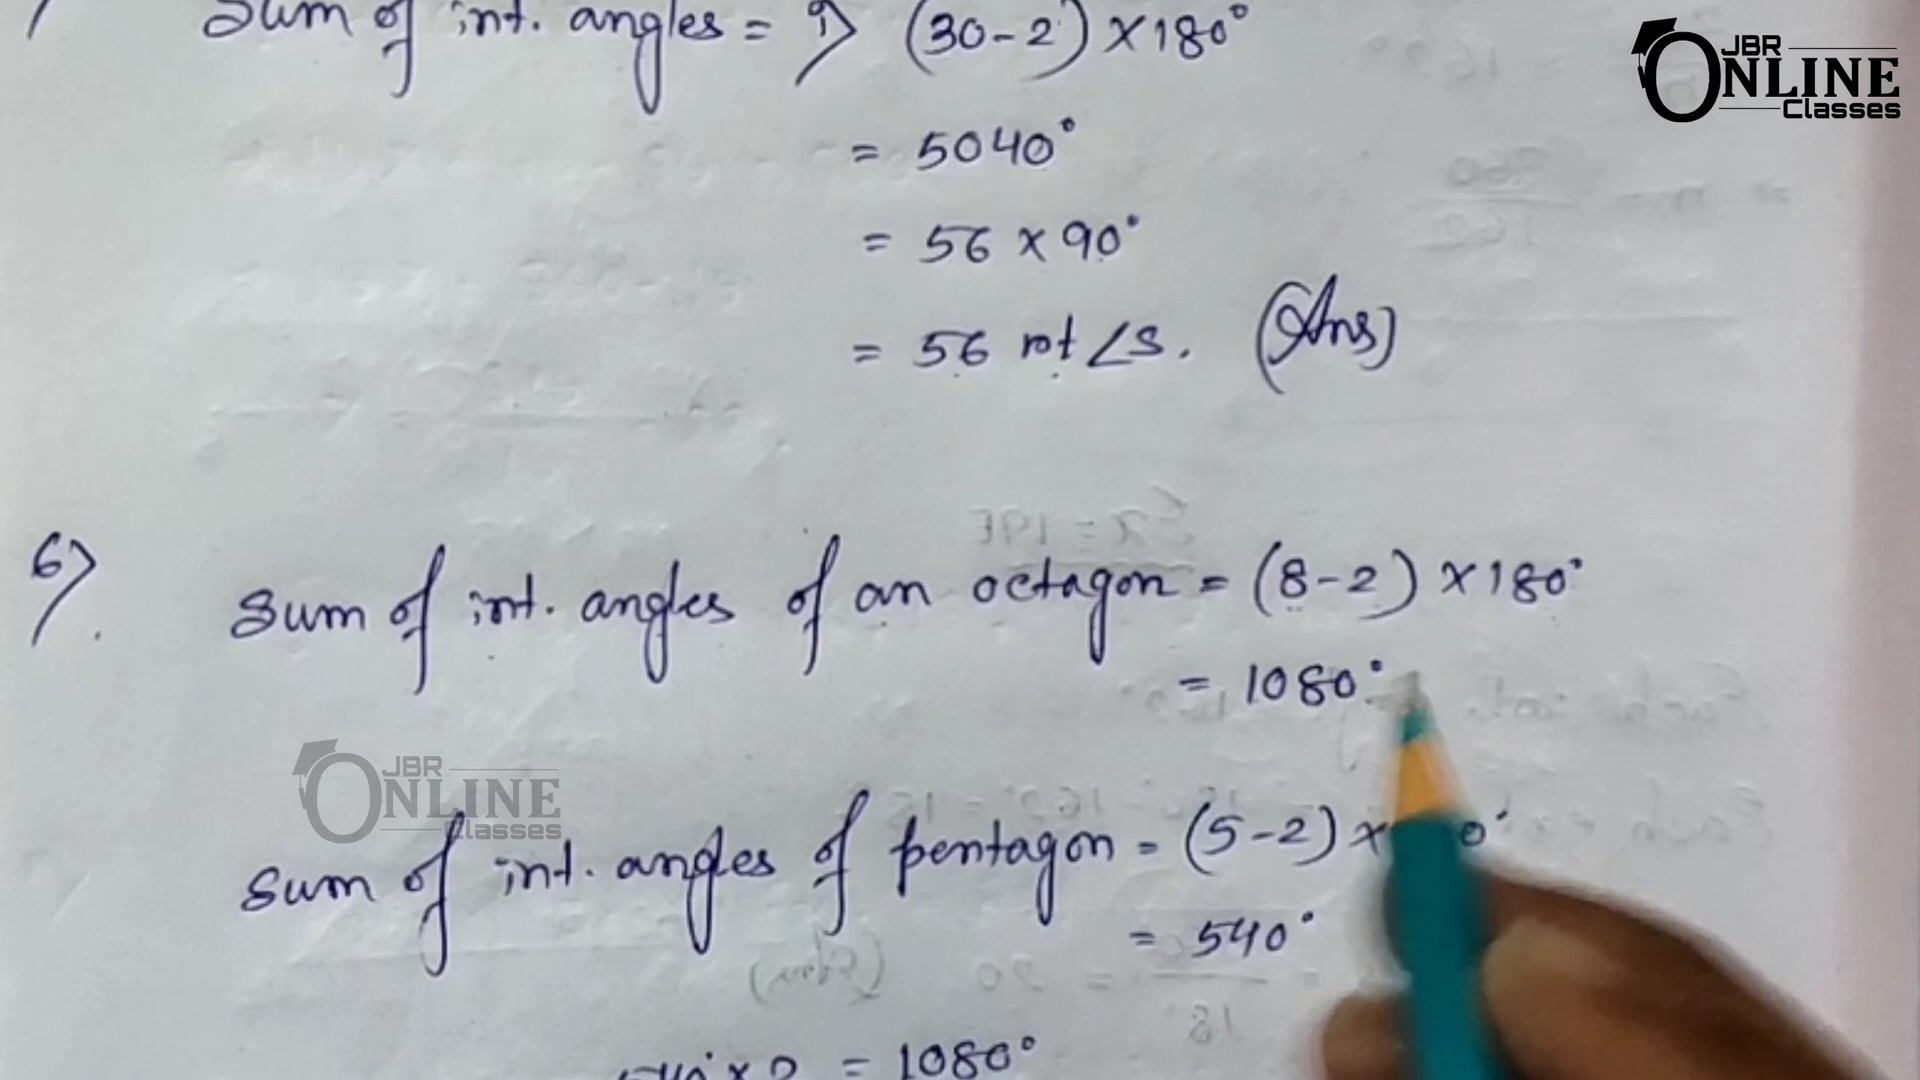 Sum of int. angles = (30-2) × 180°
= 5040°
= 56 × 90°
= 56 rt ∠s. (Ans)
6)
Sum of int. angles of an octagon = (8-2) × 180°
= 1080°
Sum of int. angles of pentagon = (5-2) ×
= 540°
= 1080°
JBR
ONLINE
Classes
JBR
ONLINE
Classes